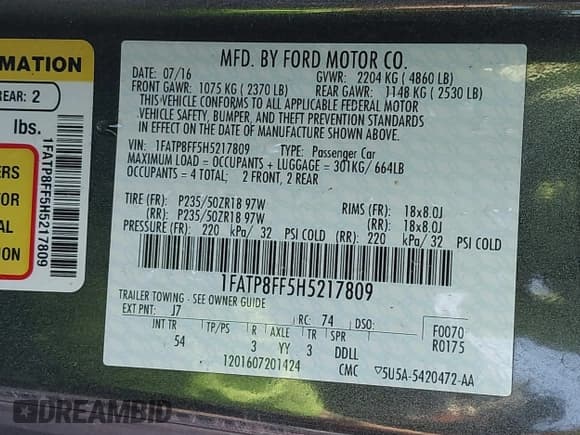 MATION
REAR: 2
lbs.
1FATP8FF5H5217809
MFD. BY FORD MOTOR CO.
DATE: 07/16 GVWR: 2204 KG ( 4860 LB)
FRONT GAWR: 1075 KG ( 2370 LB) REAR GAWR: 1148 KG ( 2530 LB)
THIS VEHICLE CONFORMS TO ALL APPLICABLE FEDERAL MOTOR
VEHICLE SAFETY, BUMPER, AND THEFT PREVENTION STANDARDS
IN EFFECT ON THE DATE OF MANUFACTURE SHOWN ABOVE.
VIN: 1FATP8FF5H5217809 TYPE: Passenger Car
MAXIMUM LOAD = OCCUPANTS + LUGGAGE = 301KG/ 664LB
OCCUPANTS = 4 TOTAL: 2 FRONT, 2 REAR
TIRE (FR): P235/50ZR18 97W RIMS (FR): 18x8.0J
(RR): P235/50ZR18 97W (RR): 18x8.0J
PRESSURE (FR): 220 kPa/ 32 PSI COLD (RR): 220 kPa/ 32 PSI COLD
1FATP8FF5H5217809
TRAILER TOWING - SEE OWNER GUIDE
EXT PNT: J7 RC: 74 DSO: F0070
INT TR TP/PS R AXLE TR SPR R0175
54 3 YY 3 DDLL
1201607201424 CMC ▽5U5A-5420472-AA
DREAMBID